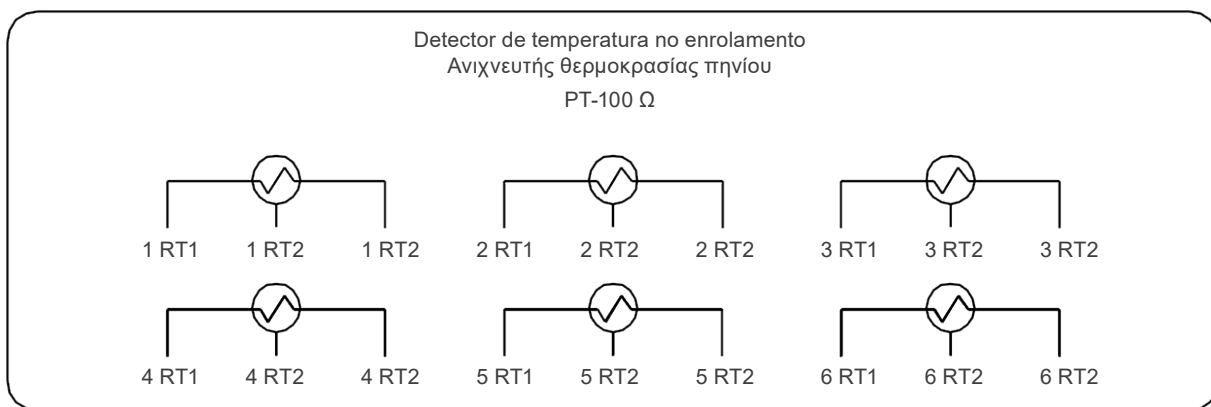 Detector de temperatura no enrolamento
Ανιχνευτής θερμοκρασίας πηνίου
PT-100 Ω
1 RT1 1 RT2 1 RT2 2 RT1 2 RT2 2 RT2 3 RT1 3 RT2 3 RT2
4 RT1 4 RT2 4 RT2 5 RT1 5 RT2 5 RT2 6 RT1 6 RT2 6 RT2